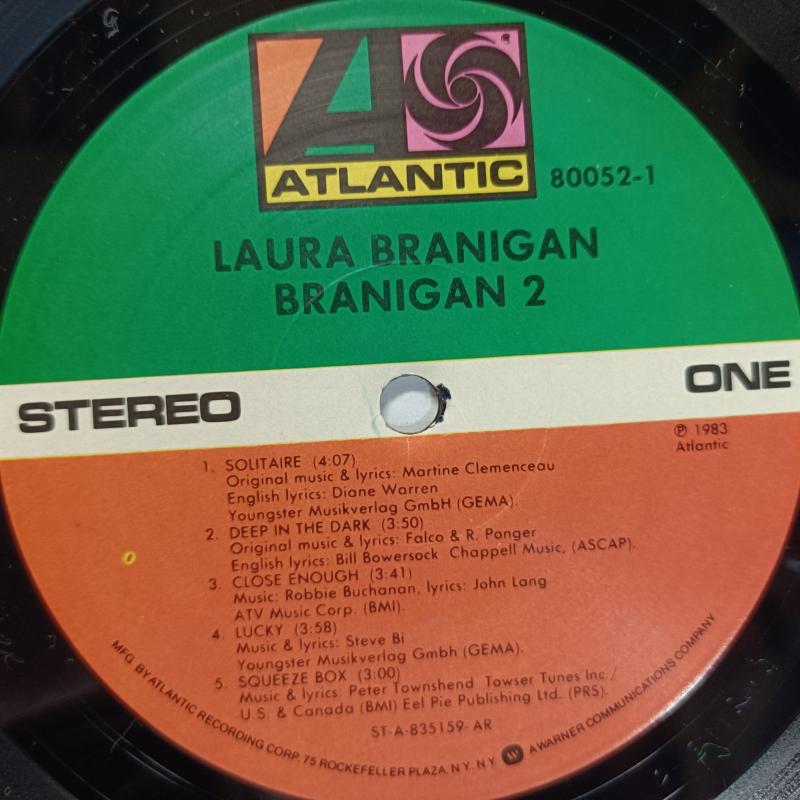 ATLANTIC
80052-1
LAURA BRANIGAN
BRANIGAN 2
STEREO
ONE
℗ 1983
Atlantic
1. SOLITAIRE (4:07)
Original music & lyrics: Martine Clemenceau
English lyrics: Diane Warren
Youngster Musikverlag GmbH (GEMA).
2. DEEP IN THE DARK (3:50)
Original music & lyrics: Falco & R. Ponger
English lyrics: Bill Bowersock Chappell Music, (ASCAP).
3. CLOSE ENOUGH (3:41)
Music: Robbie Buchanan, lyrics: John Lang
ATV Music Corp. (BMI).
4. LUCKY (3:58)
Music & lyrics: Steve Bi
Youngster Musikverlag Gmbh (GEMA).
5. SQUEEZE BOX (3:00)
Music & lyrics: Peter Townshend Towser Tunes Inc./
U.S. & Canada (BMI) Eel Pie Publishing Ltd. (PRS).
ST-A-835159-AR
MFG. BY ATLANTIC RECORDING CORP. 75 ROCKEFELLER PLAZA, N.Y. N.Y. A WARNER COMMUNICATIONS COMPANY